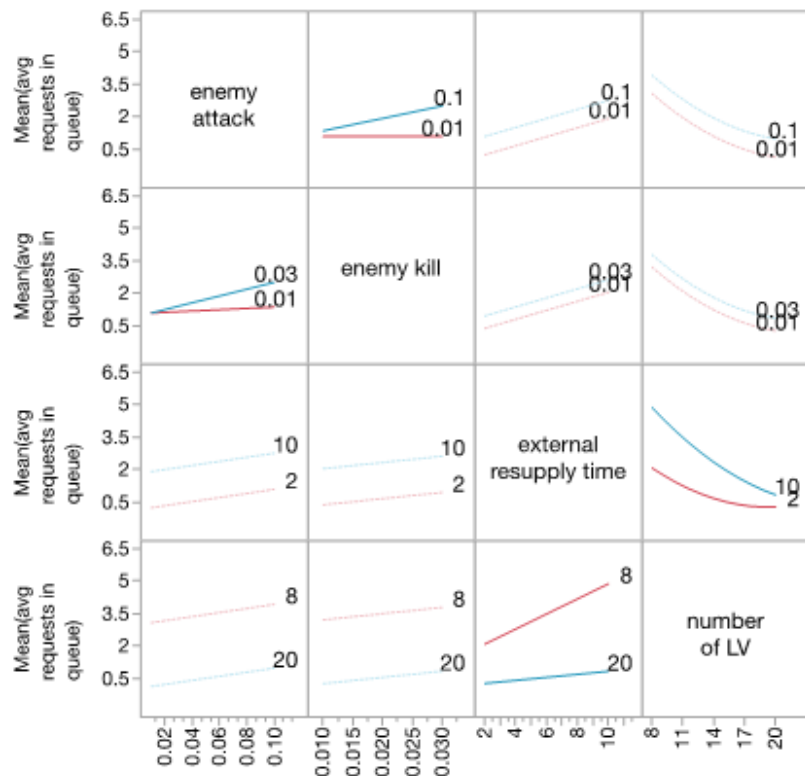 Mean(avg
requests in
queue)
6.5
5
3.5
2
0.5
enemy
attack
0.1
0.01
0.1
0.01
0.1
0.01
Mean(avg
requests in
queue)
6.5
5
3.5
2
0.5
0.03
0.01
enemy kill
0.03
0.01
0.03
0.01
Mean(avg
requests in
queue)
6.5
5
3.5
2
0.5
10
2
10
2
external
resupply time
10
2
Mean(avg
requests in
queue)
6.5
5
3.5
2
0.5
8
20
8
20
8
20
number
of LV
0.02 0.04 0.06 0.08 0.10
0.010 0.015 0.020 0.025 0.030
2 4 5 6 8 10
8 11 14 17 20